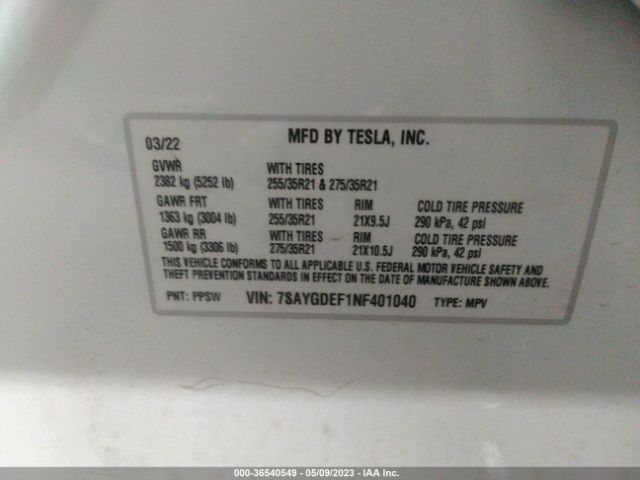 03/22 MFD BY TESLA, INC.
GVWR WITH TIRES
2382 kg (5252 lb) 255/35R21 & 275/35R21
GAWR FRT WITH TIRES RIM COLD TIRE PRESSURE
1363 kg (3004 lb) 255/35R21 21X9.5J 290 kPa, 42 psi
GAWR RR WITH TIRES RIM COLD TIRE PRESSURE
1500 kg (3306 lb) 275/35R21 21X10.5J 290 kPa, 42 psi
THIS VEHICLE CONFORMS TO ALL APPLICABLE U.S. FEDERAL MOTOR VEHICLE SAFETY AND
THEFT PREVENTION STANDARDS IN EFFECT ON THE DATE OF MANUFACTURE SHOWN ABOVE.
PNT: PPSW VIN: 7SAYGDEF1NF401040 TYPE: MPV
000-36540549 - 05/09/2023 - IAA Inc.